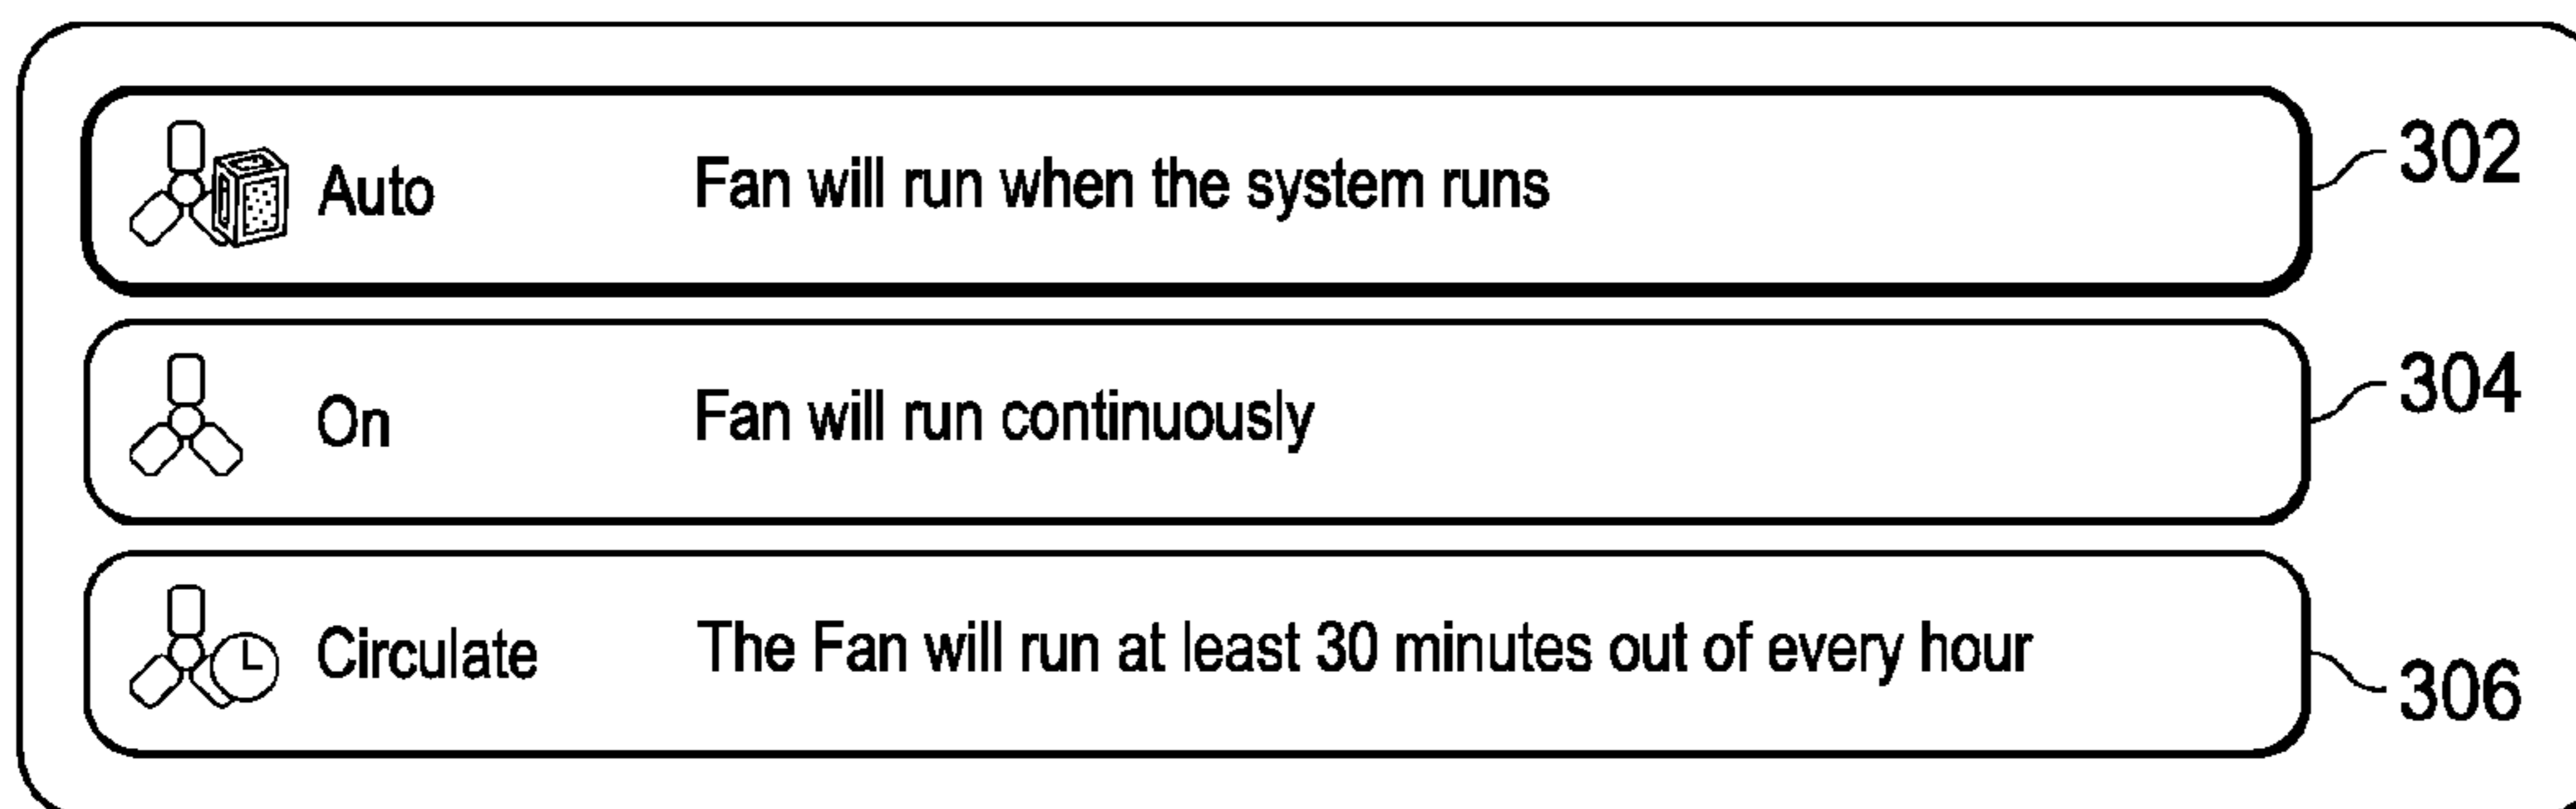 Auto Fan will run when the system runs 302
On Fan will run continuously 304
Circulate The Fan will run at least 30 minutes out of every hour 306